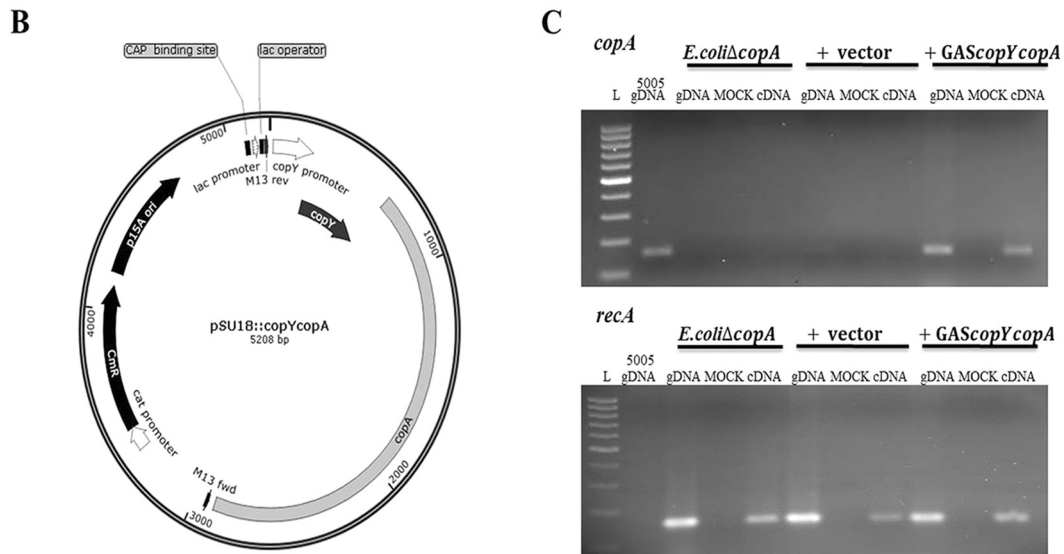 B
CAP binding site
lac operator
5000
lac promoter
M13 rev
copY promoter
p15A ori
copY
1000
4000
pSU18::copYcopA
5208 bp
CmR
cat promoter
copA
M13 fwd
2000
3000
C
copA
E.coliΔcopA + vector + GAScopYcopA
5005
L gDNA gDNA MOCK cDNA gDNA MOCK cDNA gDNA MOCK cDNA
recA
E.coliΔcopA + vector + GAScopYcopA
5005
L gDNA gDNA MOCK cDNA gDNA MOCK cDNA gDNA MOCK cDNA